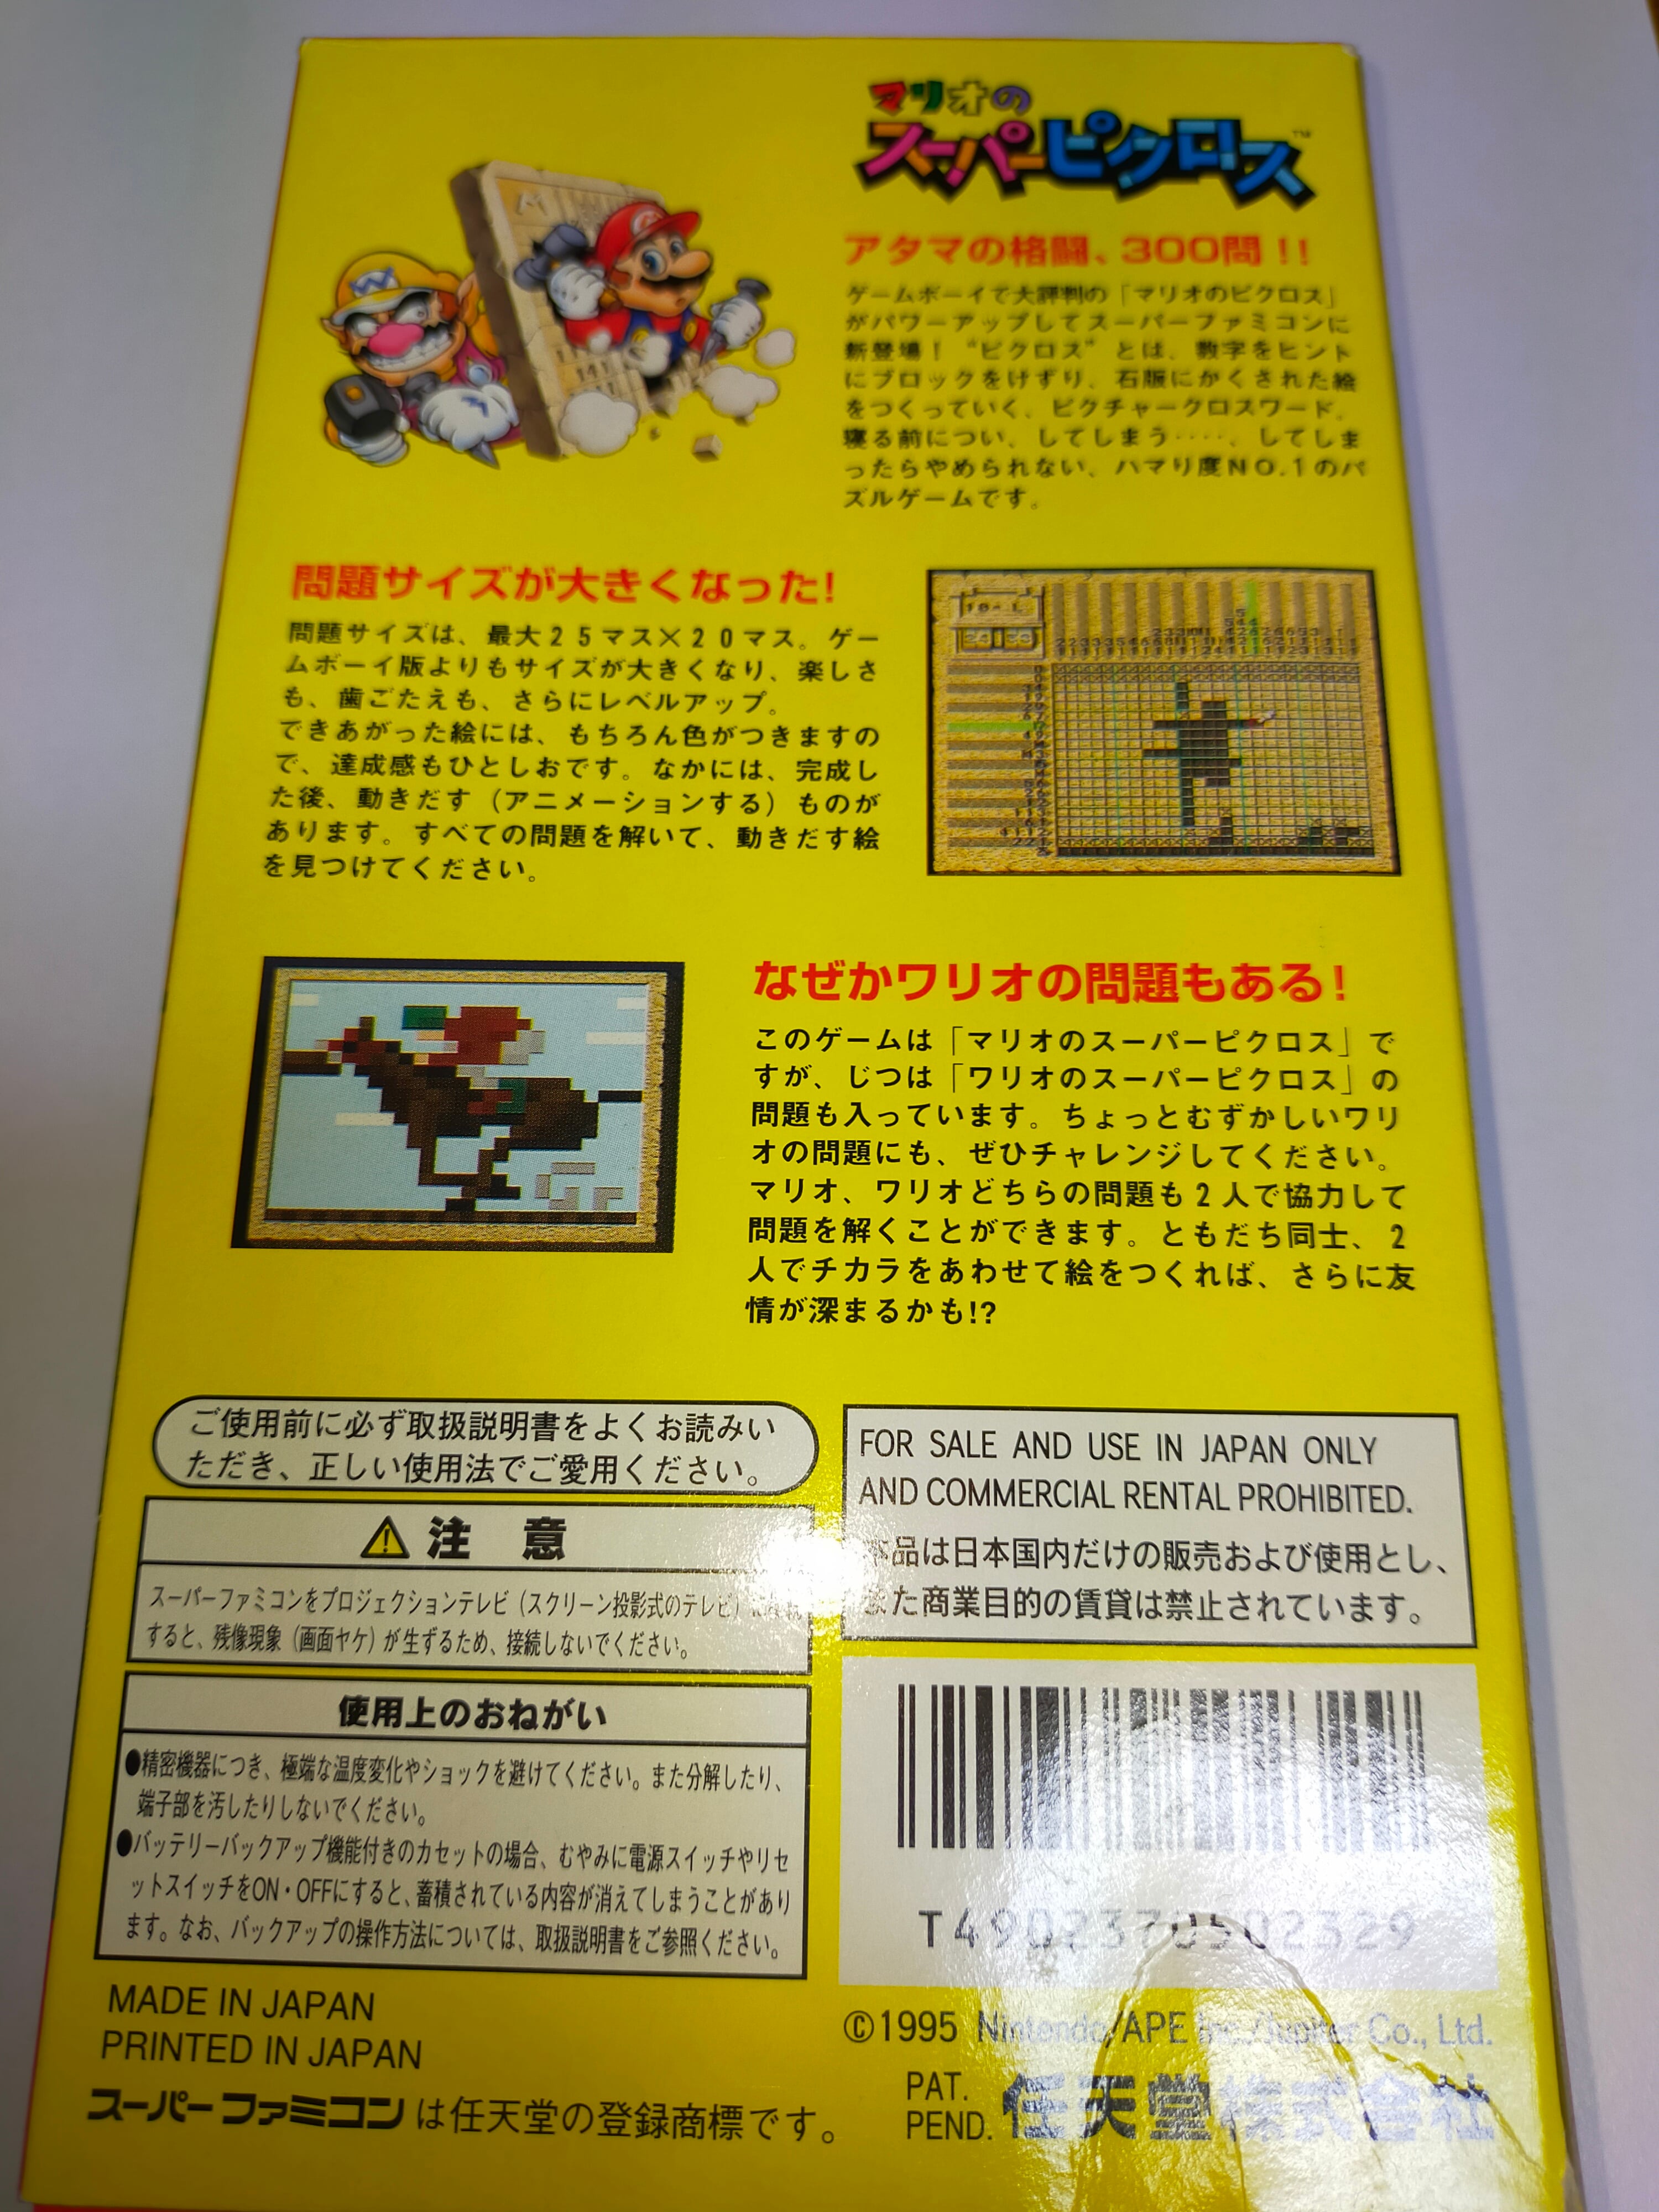 マリオの
スーパーピクロス™
アタマの格闘、300問!!
ゲームボーイで大評判の「マリオのピクロス」
がパワーアップしてスーパーファミコンに
新登場! "ピクロス" とは、数字をヒント
にブロックをけずり、石版にかくされた絵
をつくっていく、ピクチャークロスワード。
寝る前につい、してしまう‥‥、してしま
ったらやめられない、ハマり度NO.1のパ
ズルゲームです。
問題サイズが大きくなった!
問題サイズは、最大25マス×20マス。ゲー
ムボーイ版よりもサイズが大きくなり、楽しさ
も、歯ごたえも、さらにレベルアップ。
できあがった絵には、もちろん色がつきますの
で、達成感もひとしおです。なかには、完成し
た後、動きだす（アニメーションする）ものが
あります。すべての問題を解いて、動きだす絵
を見つけてください。
なぜかワリオの問題もある!
このゲームは「マリオのスーパーピクロス」で
すが、じつは「ワリオのスーパーピクロス」の
問題も入っています。ちょっとむずかしいワリ
オの問題にも、ぜひチャレンジしてください。
マリオ、ワリオどちらの問題も2人で協力して
問題を解くことができます。ともだち同士、2
人でチカラをあわせて絵をつくれば、さらに友
情が深まるかも!?
ご使用前に必ず取扱説明書をよくお読みい
ただき、正しい使用法でご愛用ください。
注 意
スーパーファミコンをプロジェクションテレビ（スクリーン投影式のテレビ）に
すると、残像現象（画面ヤケ）が生ずるため、接続しないでください。
使用上のおねがい
●精密機器につき、極端な温度変化やショックを避けてください。また分解したり、
端子部を汚したりしないでください。
●バッテリーバックアップ機能付きのカセットの場合、むやみに電源スイッチやリセ
ットスイッチをON・OFFにすると、蓄積されている内容が消えてしまうことがあり
ます。なお、バックアップの操作方法については、取扱説明書をご参照ください。
MADE IN JAPAN
PRINTED IN JAPAN
スーパーファミコンは任天堂の登録商標です。
FOR SALE AND USE IN JAPAN ONLY
AND COMMERCIAL RENTAL PROHIBITED.
本品は日本国内だけの販売および使用とし、
また商業目的の賃貸は禁止されています。
T4902370502329
©1995 Nintendo/APE Inc./Jupiter Co., Ltd.
PAT.
PEND. 任天堂株式会社